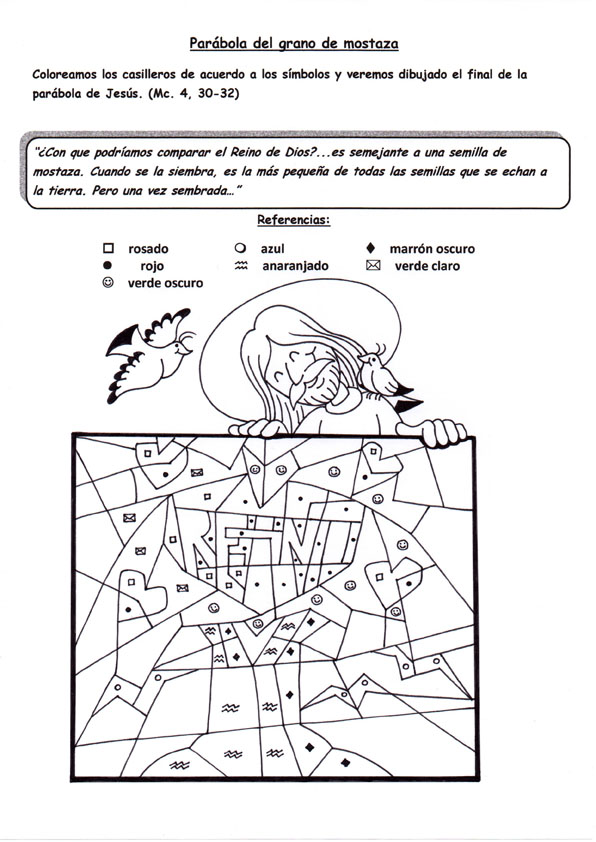 Parábola del grano de mostaza
Coloreamos los casilleros de acuerdo a los símbolos y veremos dibujado el final de la
parábola de Jesús. (Mc. 4, 30-32)
"¿Con que podríamos comparar el Reino de Dios?...es semejante a una semilla de
mostaza. Cuando se la siembra, es la más pequeña de todas las semillas que se echan a
la tierra. Pero una vez sembrada…"
Referencias:
rosado azul marrón oscuro
rojo anaranjado verde claro
verde oscuro
REINO